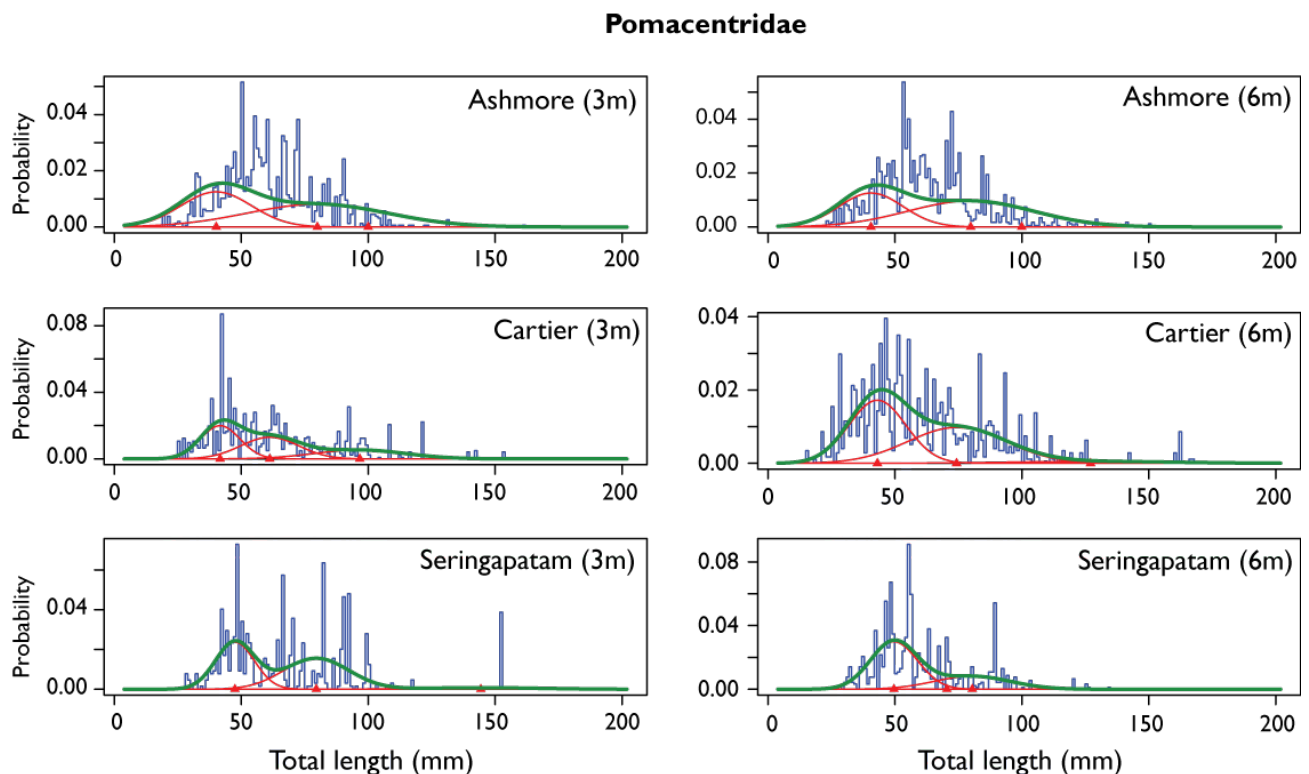 Pomacentridae
Ashmore (3m)
Probability
0.04
0.02
0.00
0 50 100 150 200
Ashmore (6m)
0.04
0.02
0.00
0 50 100 150 200
Cartier (3m)
Probability
0.08
0.04
0.00
0 50 100 150 200
Cartier (6m)
0.04
0.02
0.00
0 50 100 150 200
Seringapatam (3m)
Probability
0.04
0.00
0 50 100 150 200
Total length (mm)
Seringapatam (6m)
0.08
0.04
0.00
0 50 100 150 200
Total length (mm)